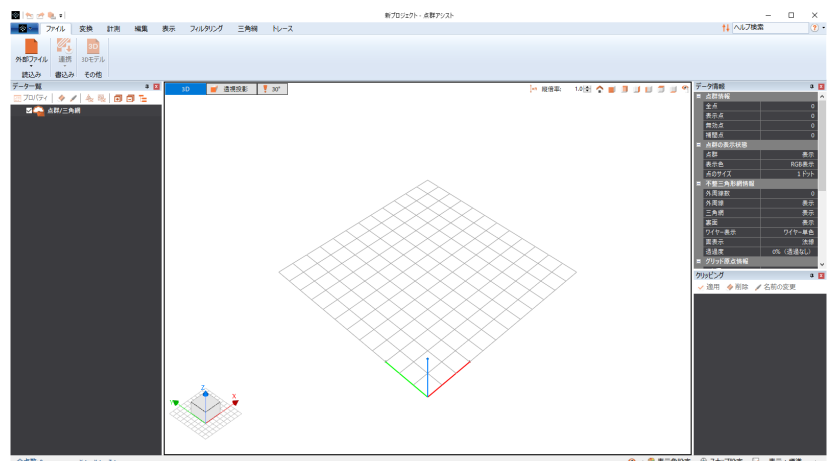 新プロジェクト - 点群アシスト
ファイル 変換 計測 編集 表示 フィルタリング 三角網 トレース
ヘルプ検索
外部ファイル 連携 3Dモデル
読込み 書込み その他
データ一覧
プロパティ
点群/三角網
3D 透視投影 30°
縦倍率: 1.0
データ情報
点群情報
全点 0
表示点 0
無効点 0
補間点 0
点群の表示状態
点群 表示
表示色 RGB表示
点のサイズ 1 ドット
不整三角形網情報
外周線数 0
外周線 表示
三角網 表示
裏面 表示
ワイヤー表示 ワイヤー単色
面表示 法線
透過度 0% (透過なし)
グリッド原点情報
クリッピング
適用 削除 名前の変更
Z
X
Y